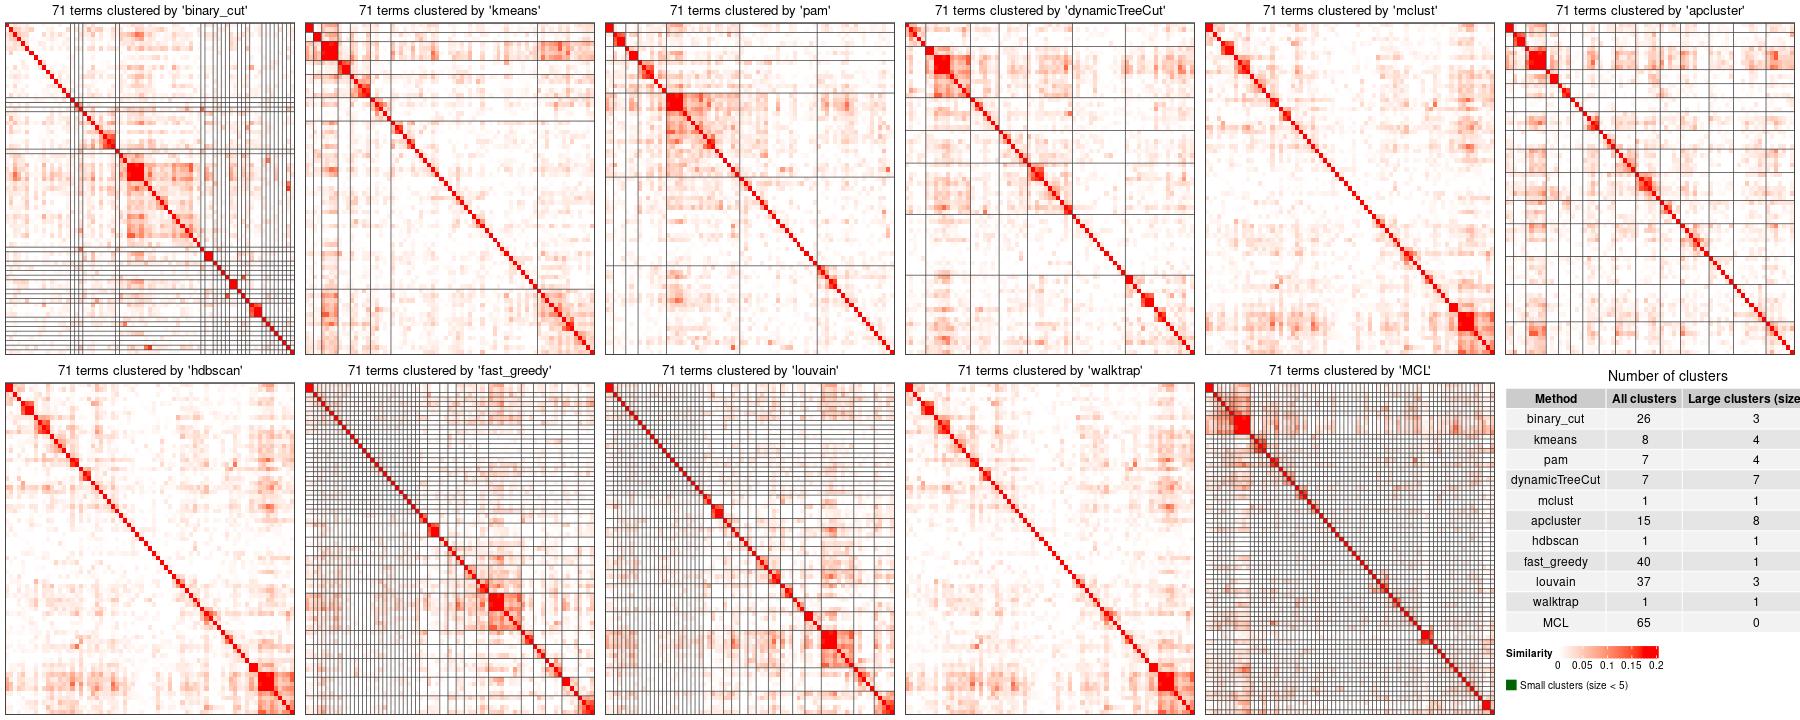 71 terms clustered by 'binary_cut'
71 terms clustered by 'kmeans'
71 terms clustered by 'pam'
71 terms clustered by 'dynamicTreeCut'
71 terms clustered by 'mclust'
71 terms clustered by 'apcluster'
71 terms clustered by 'hdbscan'
71 terms clustered by 'fast_greedy'
71 terms clustered by 'louvain'
71 terms clustered by 'walktrap'
71 terms clustered by 'MCL'
Number of clusters
Method All clusters Large clusters (size
binary_cut 26 3
kmeans 8 4
pam 7 4
dynamicTreeCut 7 7
mclust 1 1
apcluster 15 8
hdbscan 1 1
fast_greedy 40 1
louvain 37 3
walktrap 1 1
MCL 65 0
Similarity
0 0.05 0.1 0.15 0.2
Small clusters (size < 5)